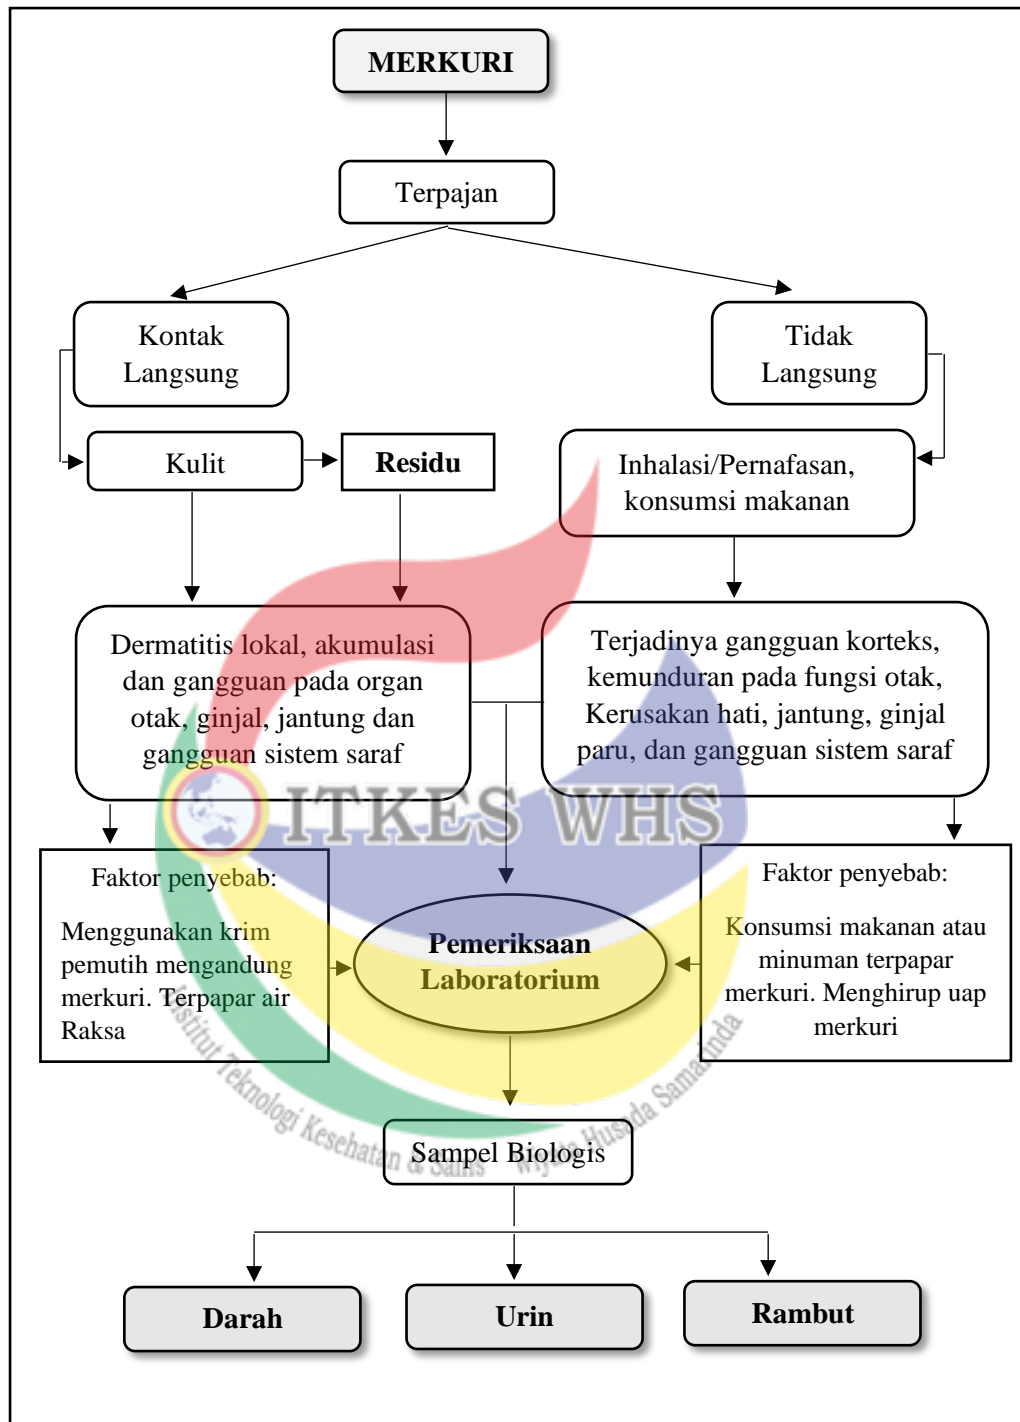 MERKURI
Terpajan
Kontak
Langsung
Tidak
Langsung
Kulit
Residu
Inhalasi/Pernafasan,
konsumsi makanan
Dermatitis lokal, akumulasi
dan gangguan pada organ
otak, ginjal, jantung dan
gangguan sistem saraf
Terjadinya gangguan korteks,
kemunduran pada fungsi otak,
Kerusakan hati, jantung, ginjal
paru, dan gangguan sistem saraf
ITKES WHS
Faktor penyebab:
Menggunakan krim
pemutih mengandung
merkuri. Terpapar air
Raksa
Pemeriksaan
Laboratorium
Faktor penyebab:
Konsumsi makanan atau
minuman terpapar
merkuri. Menghirup uap
merkuri
Institut Teknologi Kesehatan & Sains Wiyata Husada Samarinda
Sampel Biologis
Darah
Urin
Rambut